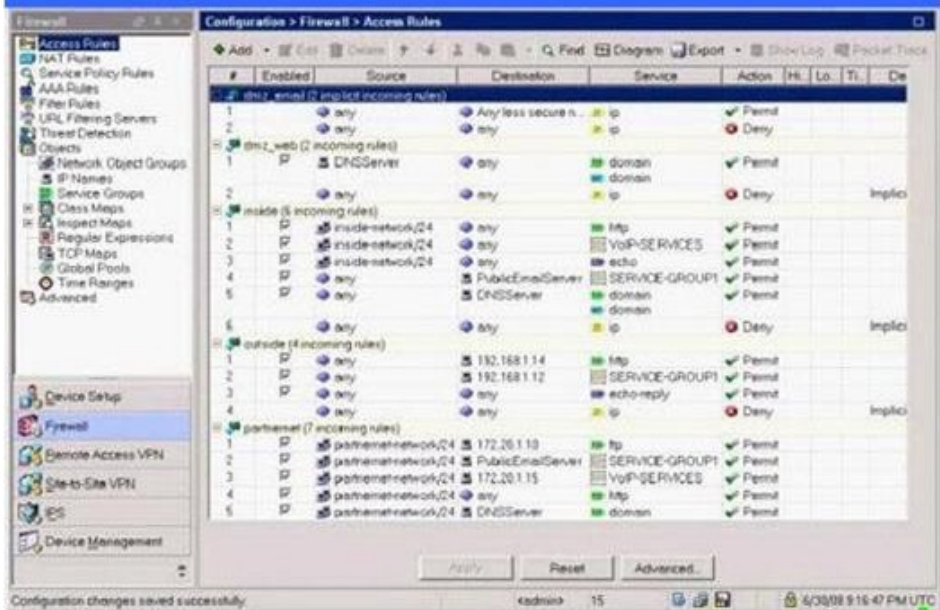 Firewall
Access Rules
NAT Rules
Service Policy Rules
AAA Rules
Filter Rules
URL Filtering Servers
Threat Detection
Objects
Network Object Groups
IP Names
Service Groups
Class Maps
Inspect Maps
Regular Expressions
TCP Maps
Global Pools
Time Ranges
Advanced
Device Setup
Firewall
Remote Access VPN
Site-to-Site VPN
IPS
Device Management
Configuration > Firewall > Access Rules
Add Edit Delete Find Diagram Export Show Log Packet Trace
# Enabled Source Destination Service Action Hi.. Lo.. Ti.. De
dmz_email (2 implicit incoming rules)
1 any Any less secure n... ip Permit
2 any any ip Deny
dmz_web (2 incoming rules)
1 DNSServer any domain Permit
domain
2 any any ip Deny Implici
inside (6 incoming rules)
1 inside-network/24 any http Permit
2 inside-network/24 any VoIP-SERVICES Permit
3 inside-network/24 any echo Permit
4 any PublicEmailServer SERVICE-GROUP1 Permit
5 any DNSServer domain Permit
domain
6 any any ip Deny Implici
outside (4 incoming rules)
1 any 192.168.1.14 http Permit
2 any 192.168.1.12 SERVICE-GROUP1 Permit
3 any any echo-reply Permit
4 any any ip Deny Implici
partnernet (7 incoming rules)
1 partnernet-network/24 172.20.1.10 ftp Permit
2 partnernet-network/24 PublicEmailServer SERVICE-GROUP1 Permit
3 partnernet-network/24 172.20.1.15 VoIP-SERVICES Permit
4 partnernet-network/24 any http Permit
5 partnernet-network/24 DNSServer domain Permit
Apply Reset Advanced...
Configuration changes saved successfully. <admin> 15 6/30/08 9:16:47 PM UTC